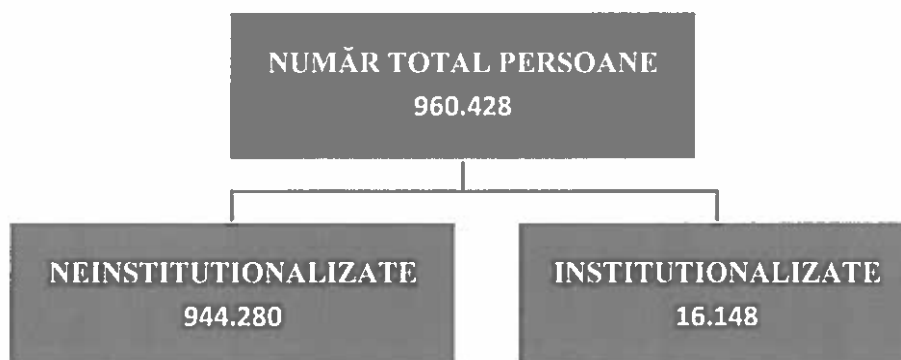 NUMĂR TOTAL PERSOANE
960.428
NEINSTITUTIONALIZATE
944.280
INSTITUTIONALIZATE
16.148